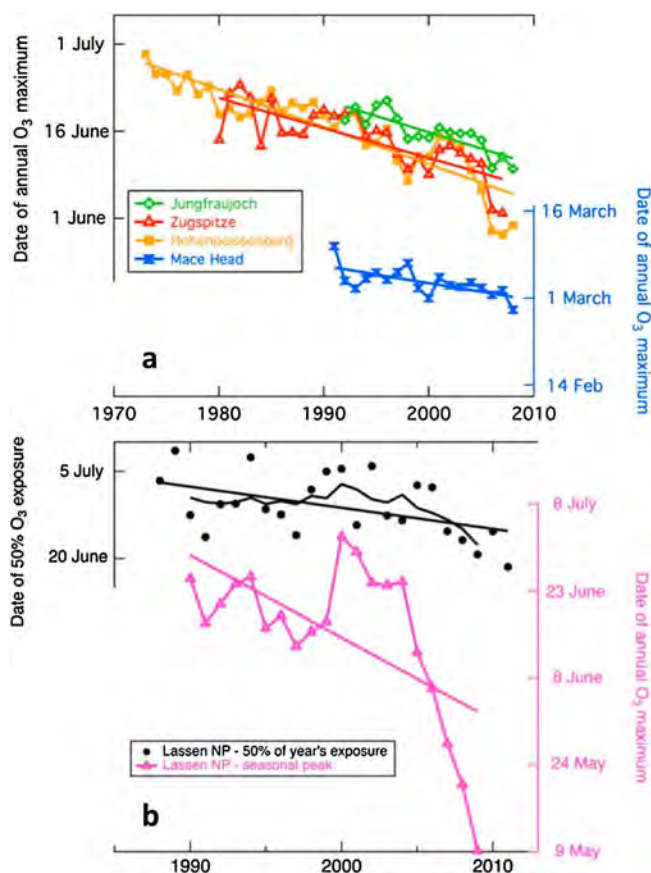 1 July
16 June
1 June
Date of annual O3 maximum
Jungfraujoch
Zugspitze
Hohenpeissenberg
Mace Head
16 March
1 March
14 Feb
Date of annual O3 maximum
a
1970
1980
1990
2000
2010
5 July
20 June
Date of 50% O3 exposure
8 July
23 June
8 June
24 May
9 May
Date of annual O3 maximum
Lassen NP - 50% of year's exposure
Lassen NP - seasonal peak
b
1990
2000
2010